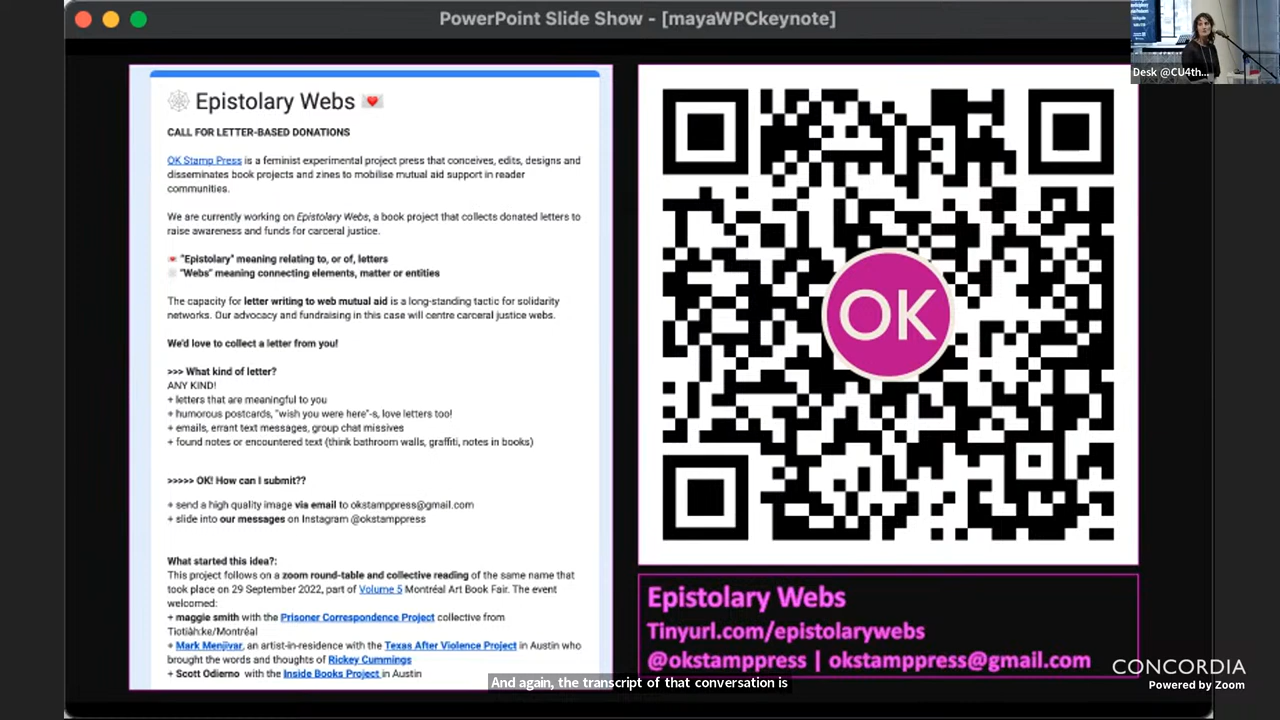 PowerPoint Slide Show - [mayaWPCkeynote]
Desk @CU4th...
Epistolary Webs
CALL FOR LETTER-BASED DONATIONS
OK Stamp Press is a feminist experimental project press that conceives, edits, designs and
disseminates book projects and zines to mobilise mutual aid support in reader
communities.
We are currently working on Epistolary Webs, a book project that collects donated letters to
raise awareness and funds for carceral justice.
"Epistolary" meaning relating to, or of, letters
"Webs" meaning connecting elements, matter or entities
The capacity for letter writing to web mutual aid is a long-standing tactic for solidarity
networks. Our advocacy and fundraising in this case will centre carceral justice webs.
We'd love to collect a letter from you!
>>> What kind of letter?
ANY KIND!
+ letters that are meaningful to you
+ humorous postcards, "wish you were here"-s, love letters too!
+ emails, errant text messages, group chat missives
+ found notes or encountered text (think bathroom walls, graffiti, notes in books)
>>>>> OK! How can I submit??
+ send a high quality image via email to okstamppress@gmail.com
+ slide into our messages on Instagram @okstamppress
What started this idea?:
This project follows on a zoom round-table and collective reading of the same name that
took place on 29 September 2022, part of Volume 5 Montréal Art Book Fair. The event
welcomed:
+ maggie smith with the Prisoner Correspondence Project collective from
Tiotiàh:ke/Montréal
+ Mark Menjivar, an artist-in-residence with the Texas After Violence Project in Austin who
brought the words and thoughts of Rickey Cummings
+ Scott Odierno with the Inside Books Project in Austin
OK
Epistolary Webs
Tinyurl.com/epistolarywebs
@okstamppress | okstamppress@gmail.com
CONCORDIA
Powered by Zoom
And again, the transcript of that conversation is